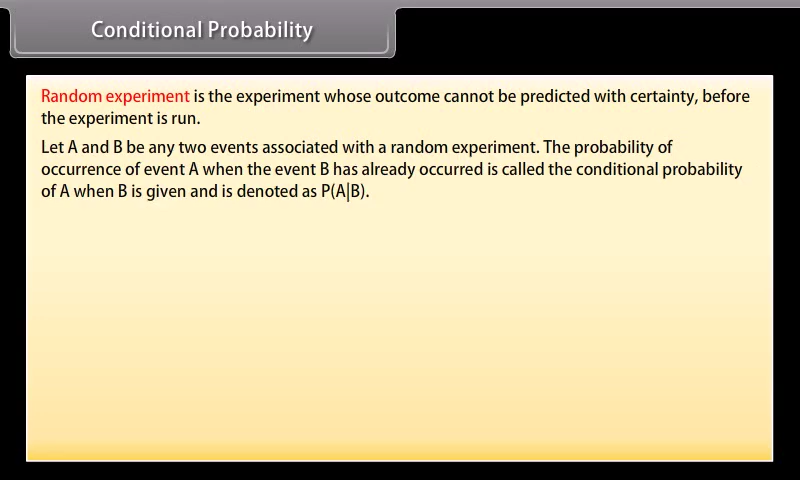 Conditional Probability
Random experiment is the experiment whose outcome cannot be predicted with certainty, before
the experiment is run.
Let A and B be any two events associated with a random experiment. The probability of
occurrence of event A when the event B has already occurred is called the conditional probability
of A when B is given and is denoted as P(A|B).